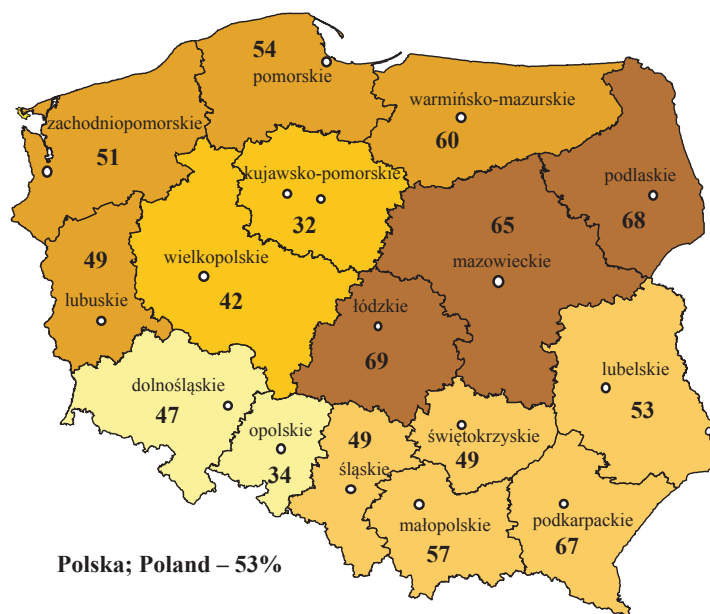 54
pomorskie
warmińsko-mazurskie
60
zachodniopomorskie
51
kujawsko-pomorskie
32
podlaskie
68
65
mazowieckie
49
lubuskie
wielkopolskie
42
łódzkie
69
lubelskie
53
dolnośląskie
47
opolskie
34
49
śląskie
świętokrzyskie
49
małopolskie
57
podkarpackie
67
Polska; Poland – 53%